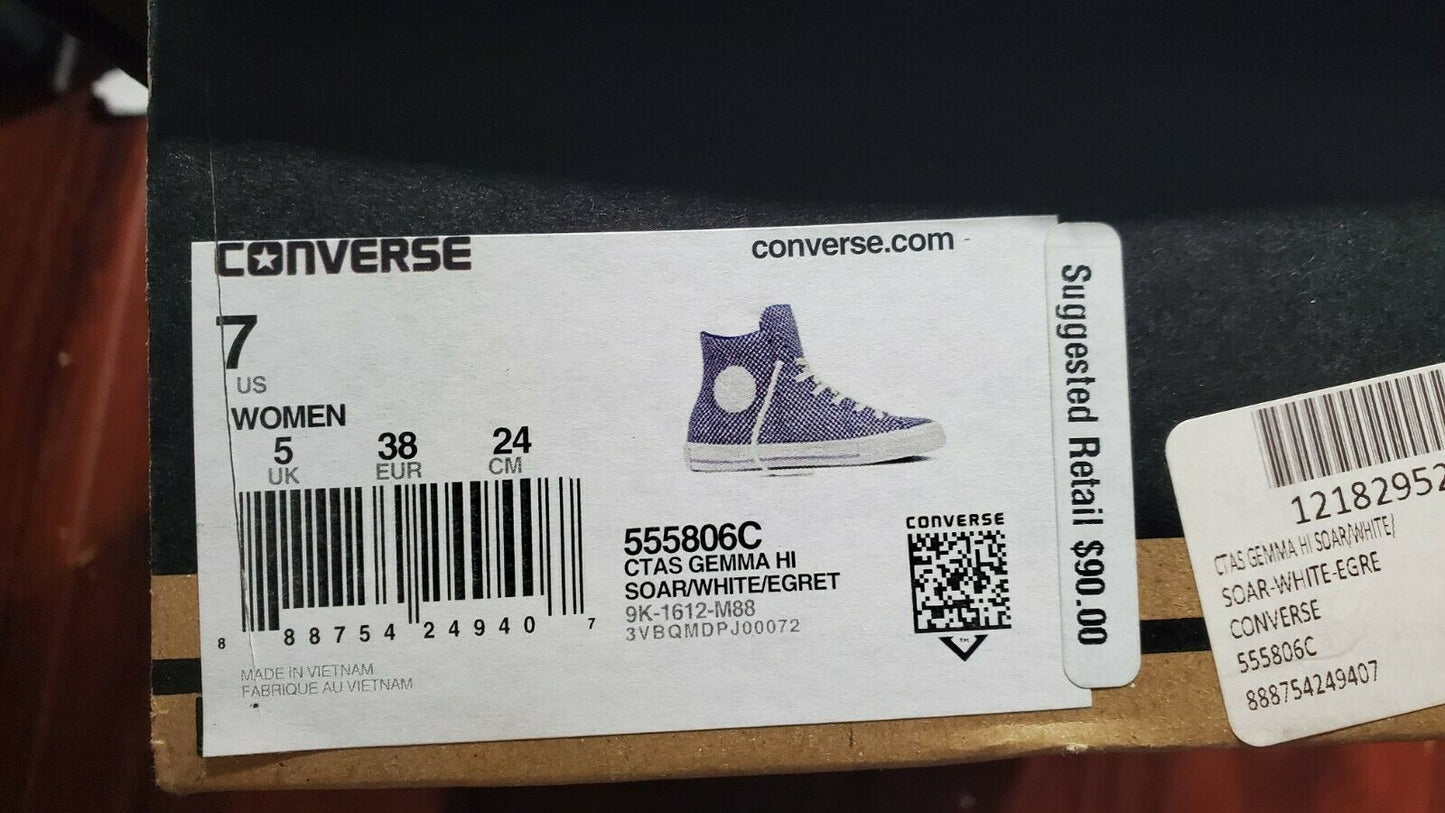 CONVERSE
converse.com
7
US
WOMEN
5 38 24
UK EUR CM
8 88754 24940 7
MADE IN VIETNAM
FABRIQUE AU VIETNAM
555806C
CTAS GEMMA HI
SOAR/WHITE/EGRET
9K-1612-M88
3VBQMDPJ00072
CONVERSE
TM
Suggested Retail $90.00
12182952
CTAS GEMMA HI SOAR/WHITE/
SOAR-WHITE-EGRE
CONVERSE
555806C
888754249407